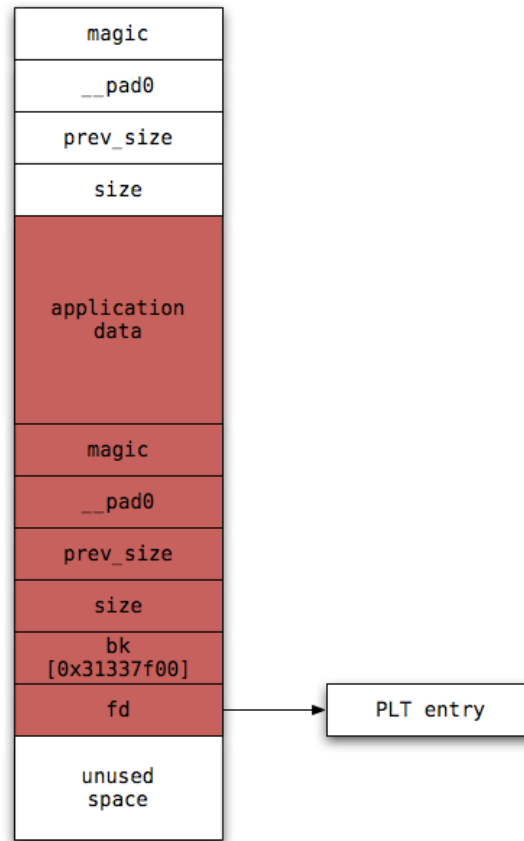 magic
__pad0
prev_size
size
application
data
magic
__pad0
prev_size
size
bk
[0x31337f00]
fd
PLT entry
unused
space